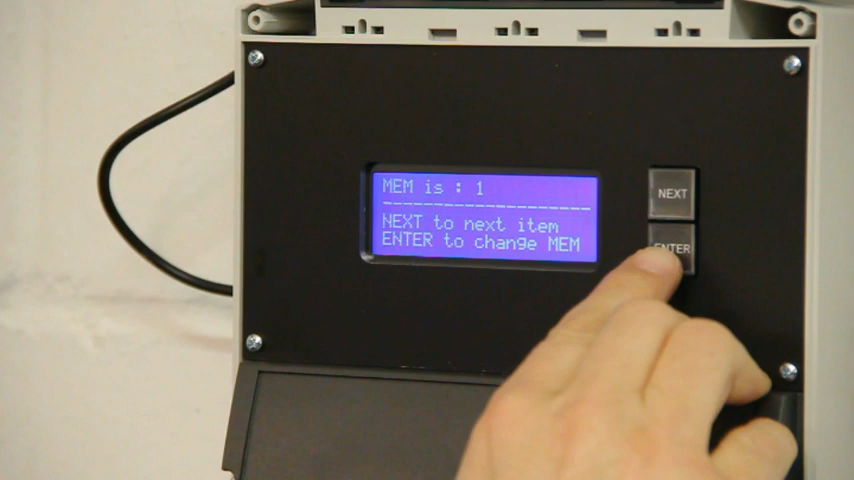 MEM is : 1
--------------------
NEXT to next item
ENTER to change MEM
NEXT
ENTER